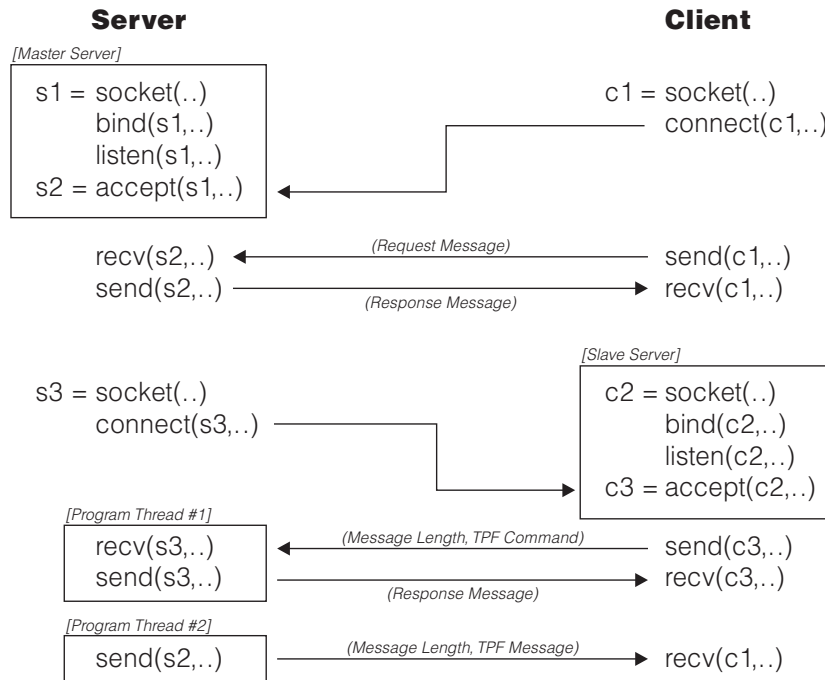 Server Client
[Master Server]
s1 = socket(..) c1 = socket(..)
bind(s1,..) connect(c1,..)
listen(s1,..)
s2 = accept(s1,..)
recv(s2,..) (Request Message) send(c1,..)
send(s2,..) (Response Message) recv(c1,..)
[Slave Server]
s3 = socket(..) c2 = socket(..)
connect(s3,..) bind(c2,..)
listen(c2,..)
c3 = accept(c2,..)
[Program Thread #1]
recv(s3,..) (Message Length, TPF Command) send(c3,..)
send(s3,..) (Response Message) recv(c3,..)
[Program Thread #2]
send(s2,..) (Message Length, TPF Message) recv(c1,..)